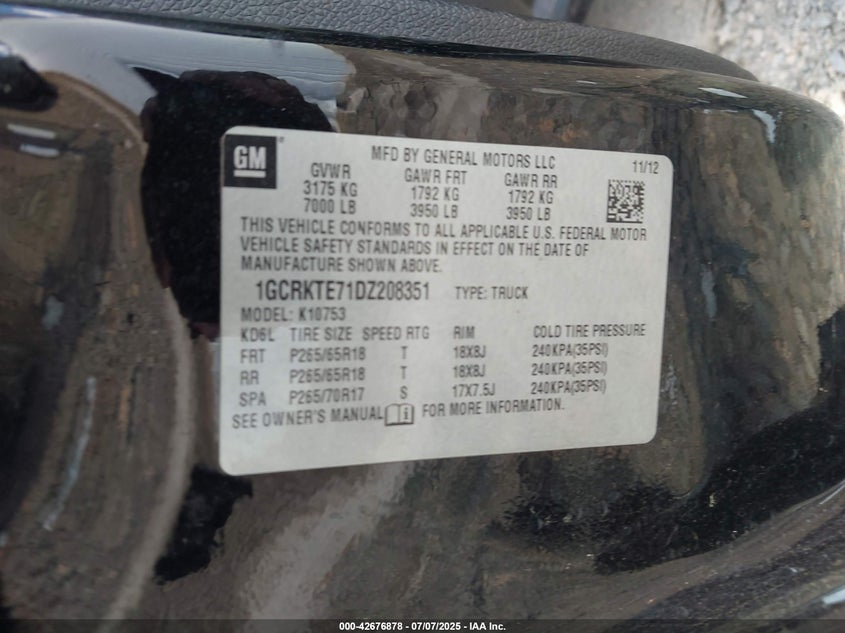 GM
MFD BY GENERAL MOTORS LLC
11/12
GVWR GAWR FRT GAWR RR
3175 KG 1792 KG 1792 KG
7000 LB 3950 LB 3950 LB
THIS VEHICLE CONFORMS TO ALL APPLICABLE U.S. FEDERAL MOTOR
VEHICLE SAFETY STANDARDS IN EFFECT ON THE DATE OF
MANUFACTURE SHOWN ABOVE.
1GCRKTE71DZ208351 TYPE: TRUCK
MODEL: K10753
KD6L TIRE SIZE SPEED RTG RIM COLD TIRE PRESSURE
FRT P265/65R18 T 18X8J 240KPA(35PSI)
RR P265/65R18 T 18X8J 240KPA(35PSI)
SPA P265/70R17 S 17X7.5J 240KPA(35PSI)
SEE OWNER'S MANUAL FOR MORE INFORMATION.
000-42676878 - 07/07/2025 - IAA Inc.